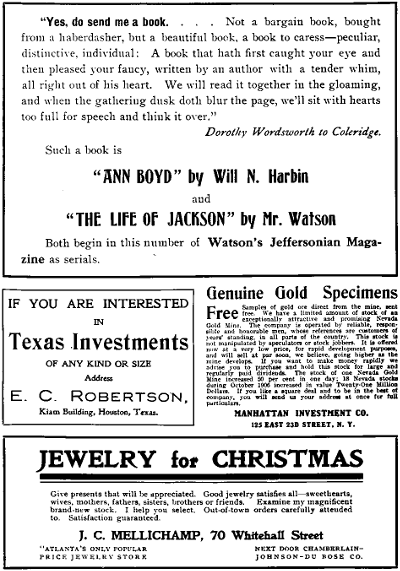 "Yes, do send me a book. . . . Not a bargain book, bought
from a haberdasher, but a beautiful book, a book to caress—peculiar,
distinctive, individual: A book that hath first caught your eye and
then pleased your fancy, written by an author with a tender whim,
all right out of his heart. We will read it together in the gloaming,
and when the gathering dusk doth blur the page, we'll sit with hearts
too full for speech and think it over."
Dorothy Wordsworth to Coleridge.
Such a book is
"ANN BOYD" by Will N. Harbin
and
"THE LIFE OF JACKSON" by Mr. Watson
Both begin in this number of Watson's Jeffersonian Maga-
zine as serials.
IF YOU ARE INTERESTED
IN
Texas Investments
OF ANY KIND OR SIZE
Address
E. C. ROBERTSON,
Kiam Building, Houston, Texas.
Genuine Gold Specimens
Free Samples of gold ore direct from the mine, sent
free. We have a limited amount of stock of an
exceptionally attractive and promising Nevada
Gold Mine. The company is operated by reliable, respon-
sible and honorable men, whose references are customers of
years' standing, in all parts of the country. This stock is
not manipulated by speculators or stock jobbers. It is offered
now at a very low price, for rapid development purposes,
and will sell at par soon, we believe, going higher as the
mine develops. If you want to make money rapidly we
advise you to purchase and hold this stock for large and
regularly paid dividends. The stock of one Nevada Gold
Mine increased 50 per cent in one day; 18 Nevada stocks
during October 1906 increased in value Twenty-One Million
Dollars. If you like a square deal and to be in the best of
company, you will send us your address at once for full
particulars.
MANHATTAN INVESTMENT CO.
125 EAST 23D STREET, N. Y.
JEWELRY for CHRISTMAS
Give presents that will be appreciated. Good jewelry satisfies all—sweethearts,
wives, mothers, fathers, sisters, brothers or friends. Examine my magnificent
brand-new stock. I help you select. Out-of-town orders carefully attended
to. Satisfaction guaranteed.
J. C. MELLICHAMP, 70 Whitehall Street
"ATLANTA'S ONLY POPULAR
PRICE JEWELRY STORE
NEXT DOOR CHAMBERLIN-
JOHNSON-DU BOSE CO.